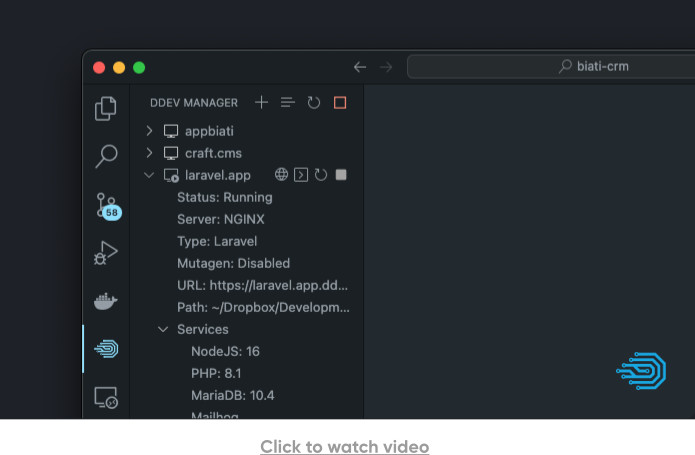 biati-crm
DDEV MANAGER
appbiati
craft.cms
laravel.app
Status: Running
Server: NGINX
58
Type: Laravel
Mutagen: Disabled
URL: https://laravel.app.dd...
Path: ~/Dropbox/Developm...
Services
NodeJS: 16
PHP: 8.1
MariaDB: 10.4
Mailhog
Click to watch video